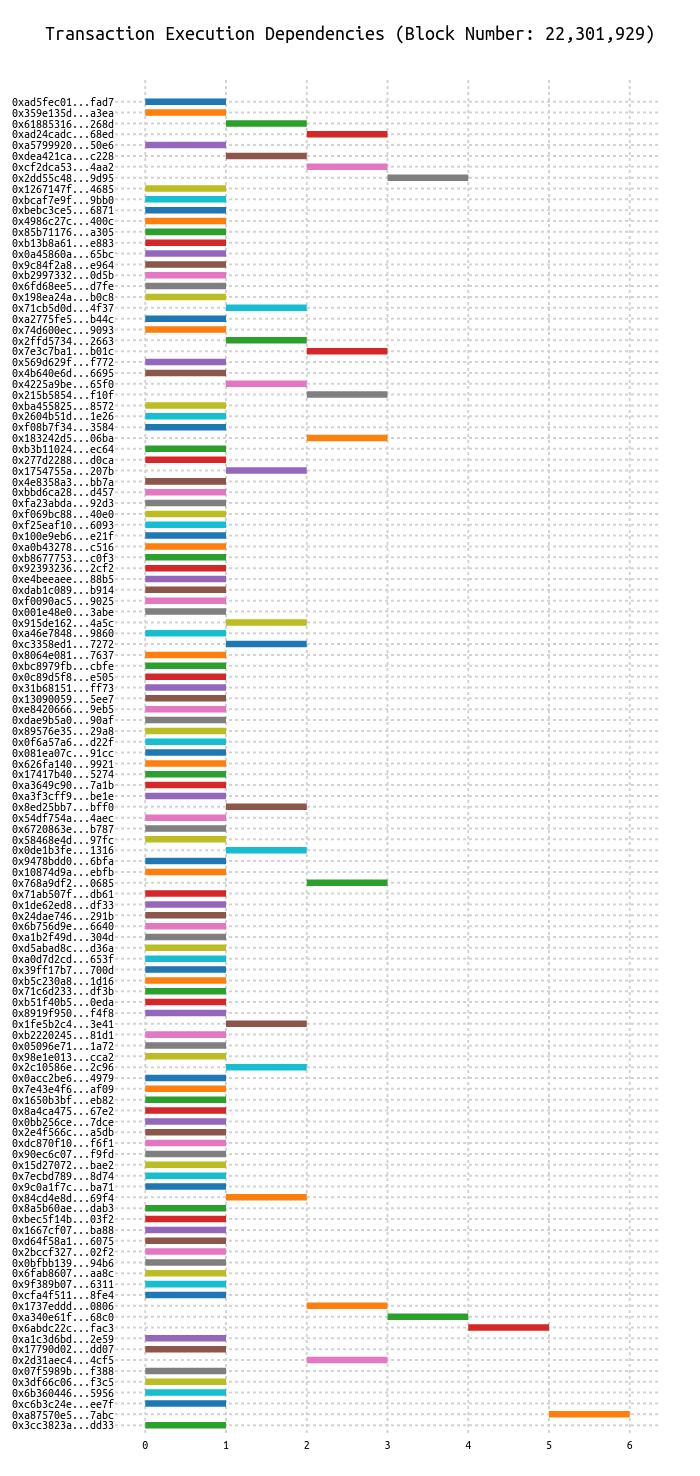 Transaction Execution Dependencies (Block Number: 22,301,929)
0xad5fec01...fad7
0x359e135d...a3ea
0x61885316...268d
0xad24cadc...68ed
0xa5799920...50e6
0xdea421ca...c228
0xcf2dca53...4aa2
0x2dd55c48...9d95
0x1267147f...4685
0xbcaf7e9f...9bb0
0xbebc3ce5...6871
0x4986c27c...400c
0x85b71176...a305
0xb13b8a61...e883
0x0a45860a...65bc
0x9c84f2a8...e964
0xb2997332...0d5b
0x6fd68ee5...d7fe
0x198ea24a...b0c8
0x71cb5d0d...4f37
0xa2775fe5...b44c
0x74d600ec...9093
0x2ffd5734...2663
0x7e3c7ba1...b01c
0x569d629f...f772
0x4b640e6d...6695
0x4225a9be...65f0
0x215b5854...f10f
0xba455825...8572
0x2604b51d...1e26
0xf08b7f34...3584
0x183242d5...06ba
0xb3b11024...ec64
0x277d2288...d0ca
0x1754755a...207b
0x4e8358a3...bb7a
0xbbd6ca28...d457
0xfa23abda...92d3
0xf069bc88...40e0
0xf25eaf10...6093
0x100e9eb6...e21f
0xa0b43278...c516
0xb8677753...c0f3
0x92393236...2cf2
0xe4beeaee...88b5
0xdab1c089...b914
0xf0090ac5...9025
0x001e48e0...3abe
0x915de162...4a5c
0xa46e7848...9860
0xc3358ed1...7272
0x8064e081...7637
0xbc8979fb...cbfe
0x0c89d5f8...e505
0x31b68151...ff73
0x13090059...5ee7
0xe8420666...9eb5
0xdae9b5a0...90af
0x89576e35...29a8
0x0f6a57a6...d22f
0x081ea07c...91cc
0x626fa140...9921
0x17417b40...5274
0xa3649c90...7a1b
0xa3f3cff9...be1e
0x8ed25bb7...bff0
0x54df754a...4aec
0x6720863e...b787
0x58468e4d...97fc
0x0de1b3fe...1316
0x9478bdd0...6bfa
0x10874d9a...ebfb
0x768a9df2...0685
0x71ab507f...db61
0x1de62ed8...df33
0x24dae746...291b
0x6b756d9e...6640
0xa1b2f49d...304d
0xd5abad8c...d36a
0xa0d7d2cd...653f
0x39ff17b7...700d
0xb5c230a8...1d16
0x71c6d233...df3b
0xb51f40b5...0eda
0x8919f950...f4f8
0x1fe5b2c4...3e41
0xb2220245...81d1
0x05096e71...1a72
0x98e1e013...cca2
0x2c10586e...2c96
0x0acc2be6...4979
0x7e43e4f6...af09
0x1650b3bf...eb82
0x8a4ca475...67e2
0x0bb256ce...7dce
0x2e4f566c...a5db
0xdc870f10...f6f1
0x90ec6c07...f9fd
0x15d27072...bae2
0x7ecbd789...8d74
0x9c0a1f7c...ba71
0x84cd4e8d...69f4
0x8a5b60ae...dab3
0xbec5f14b...03f2
0x1667cf07...ba88
0xd64f58a1...6075
0x2bccf327...02f2
0x0bfbb139...94b6
0x6fab8607...aa8c
0x9f389b07...6311
0xcfa4f511...8fe4
0x1737eddd...0806
0xa340e61f...68c0
0x6abdc22c...fac3
0xa1c3d6bd...2e59
0x17790d02...dd07
0x2d31aec4...4cf5
0x07f5989b...f388
0x3df66c06...f3c5
0x6b360446...5956
0xc6b3c24e...ee7f
0xa87570e5...7abc
0x3cc3823a...dd33
0 1 2 3 4 5 6